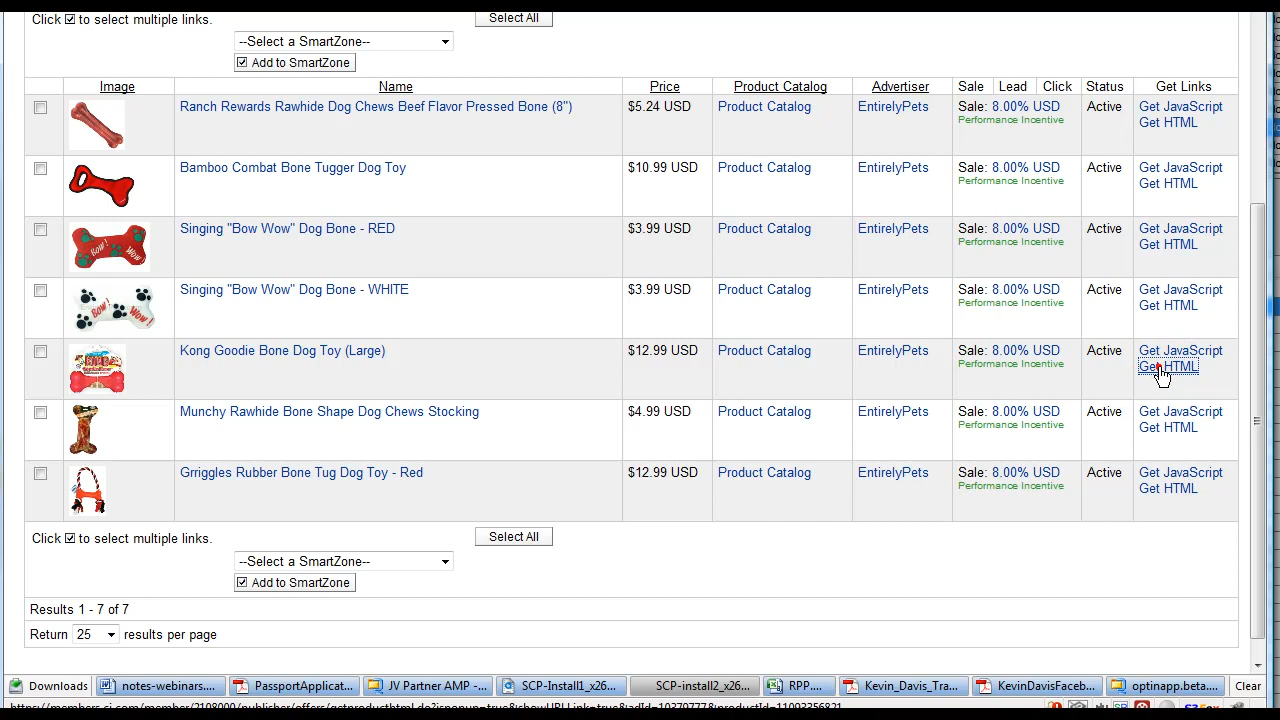 Click to select multiple links.
Select All
--Select a SmartZone--
Add to SmartZone
Image Name Price Product Catalog Advertiser Sale Lead Click Status Get Links
Ranch Rewards Rawhide Dog Chews Beef Flavor Pressed Bone (8") $5.24 USD Product Catalog EntirelyPets Sale: 8.00% USD Active Get JavaScript
Performance Incentive Get HTML
Bamboo Combat Bone Tugger Dog Toy $10.99 USD Product Catalog EntirelyPets Sale: 8.00% USD Active Get JavaScript
Performance Incentive Get HTML
Singing "Bow Wow" Dog Bone - RED $3.99 USD Product Catalog EntirelyPets Sale: 8.00% USD Active Get JavaScript
Performance Incentive Get HTML
Bow! Wow!
Singing "Bow Wow" Dog Bone - WHITE $3.99 USD Product Catalog EntirelyPets Sale: 8.00% USD Active Get JavaScript
Performance Incentive Get HTML
Bow! Wow!
Kong Goodie Bone Dog Toy (Large) $12.99 USD Product Catalog EntirelyPets Sale: 8.00% USD Active Get JavaScript
Performance Incentive Get HTML
Munchy Rawhide Bone Shape Dog Chews Stocking $4.99 USD Product Catalog EntirelyPets Sale: 8.00% USD Active Get JavaScript
Performance Incentive Get HTML
Grriggles Rubber Bone Tug Dog Toy - Red $12.99 USD Product Catalog EntirelyPets Sale: 8.00% USD Active Get JavaScript
Performance Incentive Get HTML
Click to select multiple links.
Select All
--Select a SmartZone--
Add to SmartZone
Results 1 - 7 of 7
Return 25 results per page
Downloads notes-webinars.... PassportApplicat... JV Partner AMP -... SCP-Install1_x26... SCP-install2_x26... RPP.... Kevin_Davis_Tra... KevinDavisFaceb... optinapp.beta.... Clear